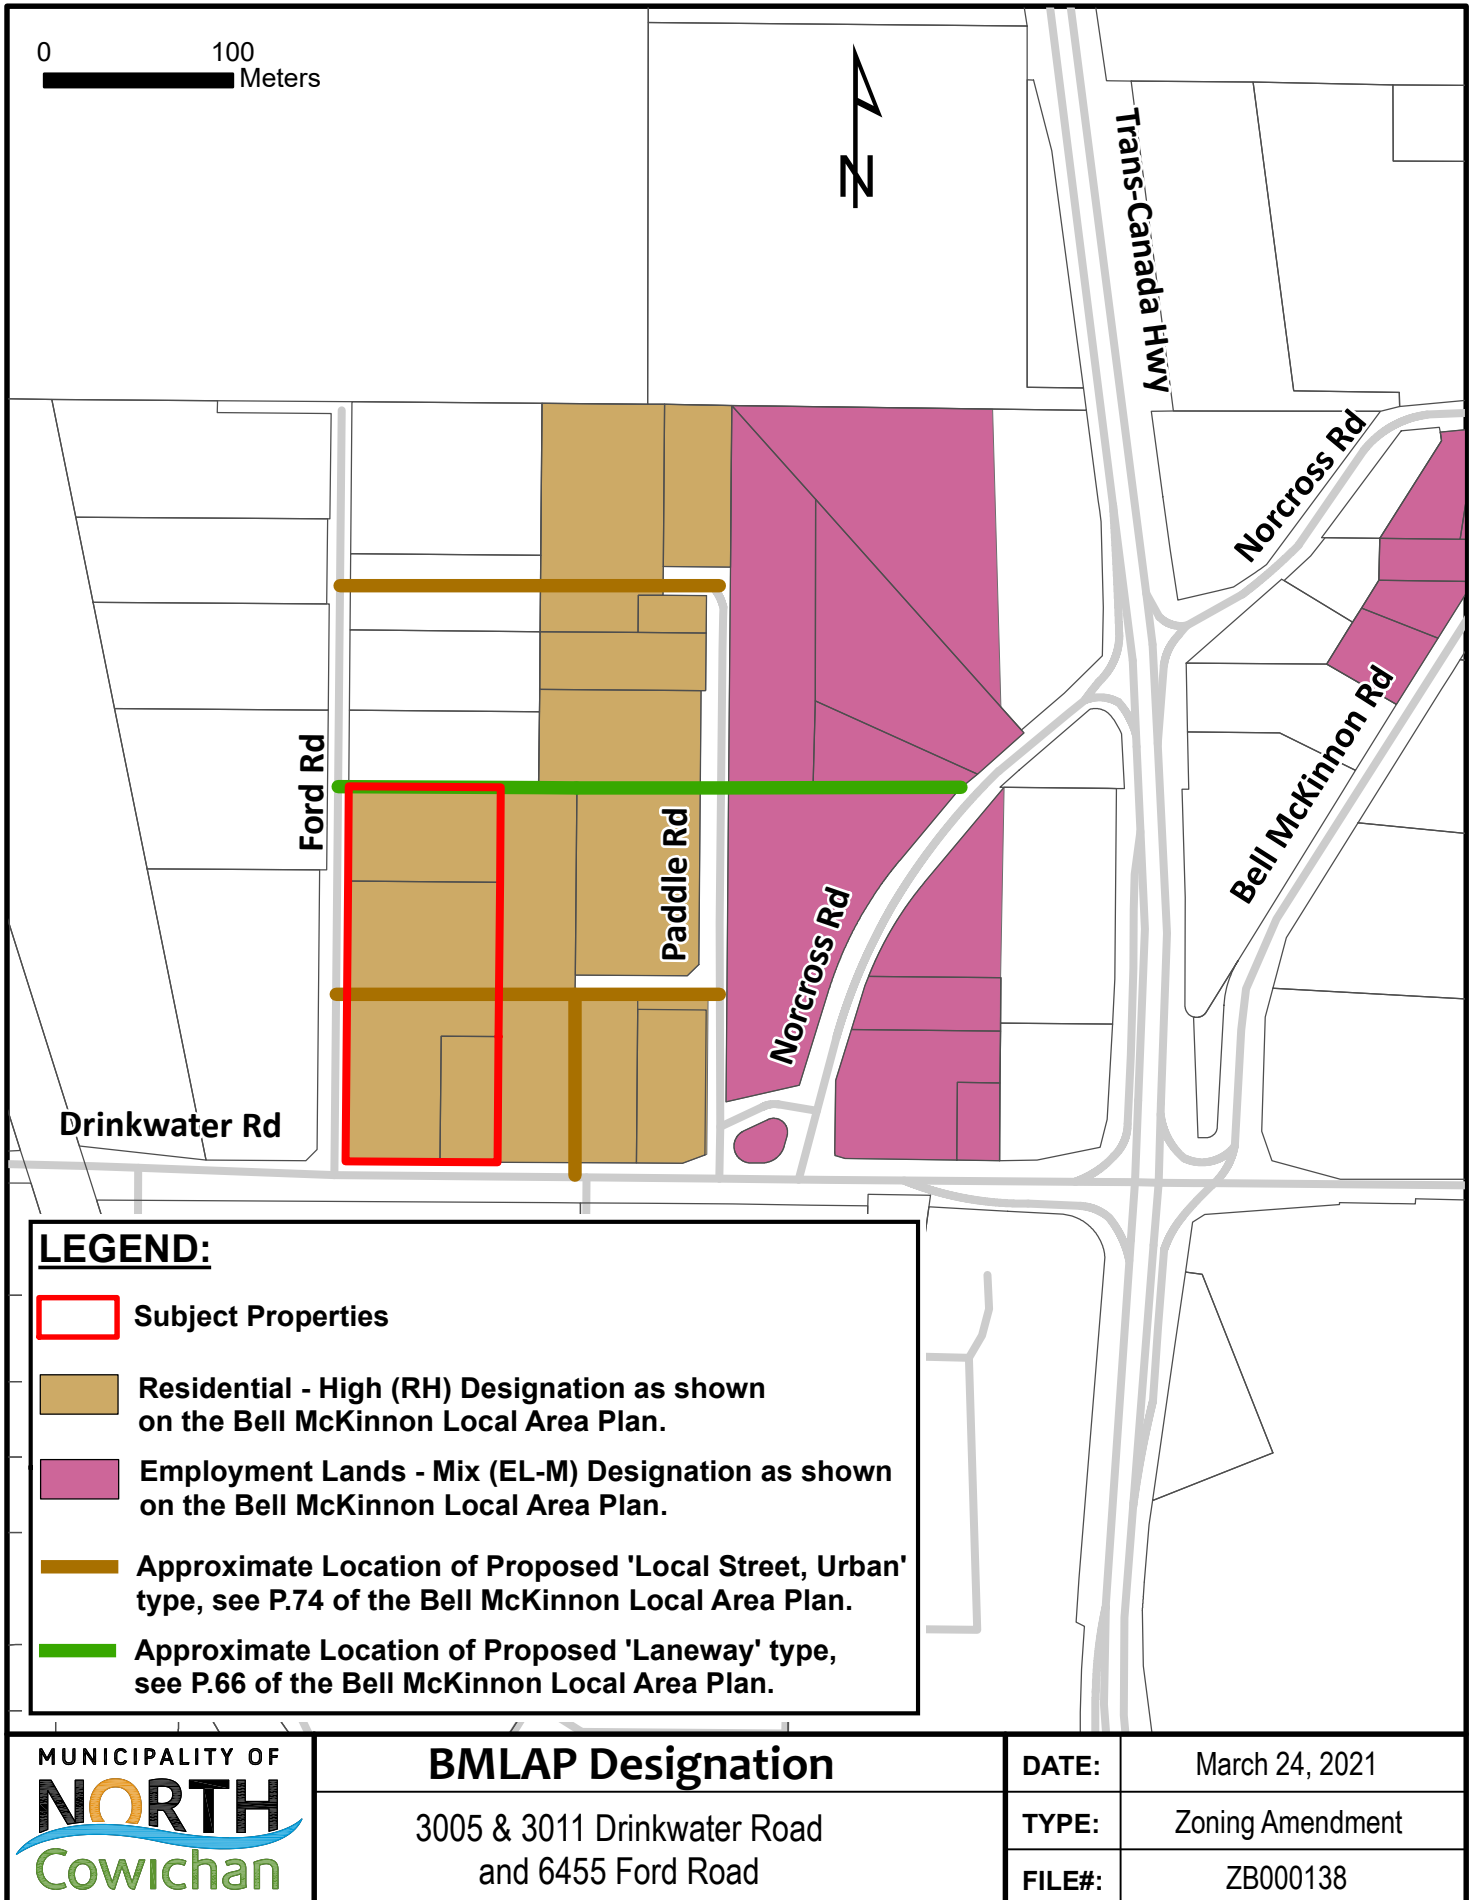 0 100
Meters
N
Trans-Canada Hwy
Norcross Rd
Bell McKinnon Rd
Ford Rd
Paddle Rd
Norcross Rd
Drinkwater Rd
LEGEND:
Subject Properties
Residential - High (RH) Designation as shown
on the Bell McKinnon Local Area Plan.
Employment Lands - Mix (EL-M) Designation as shown
on the Bell McKinnon Local Area Plan.
Approximate Location of Proposed 'Local Street, Urban'
type, see P.74 of the Bell McKinnon Local Area Plan.
Approximate Location of Proposed 'Laneway' type,
see P.66 of the Bell McKinnon Local Area Plan.
MUNICIPALITY OF
NORTH
Cowichan
BMLAP Designation
3005 & 3011 Drinkwater Road
and 6455 Ford Road
DATE: March 24, 2021
TYPE: Zoning Amendment
FILE#: ZB000138